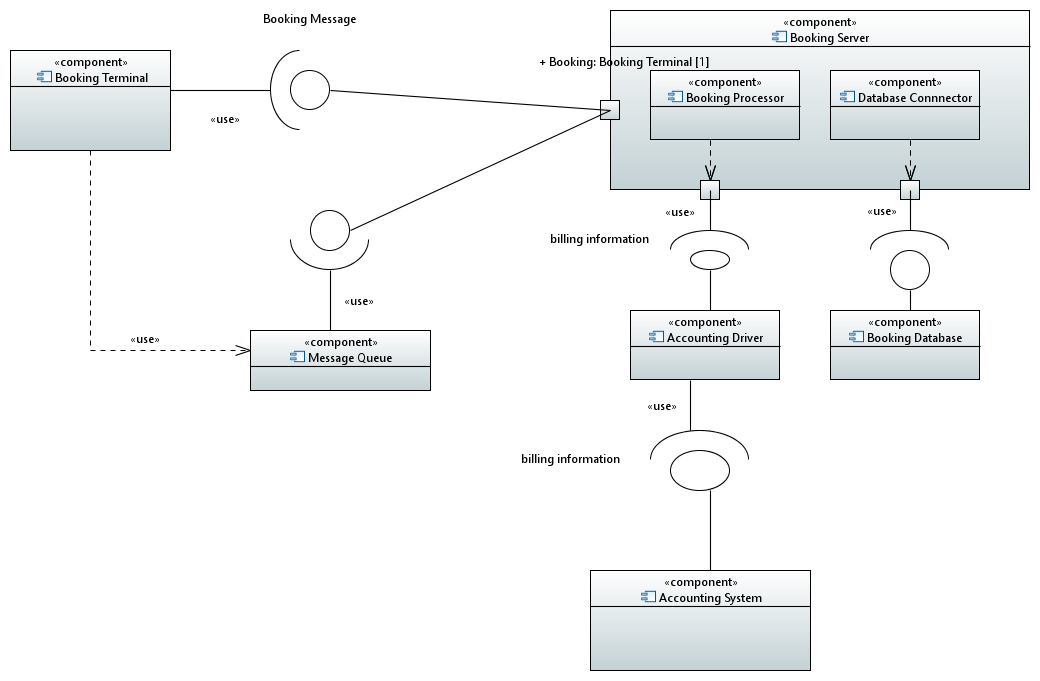 Booking Message
«component»
Booking Server
«component»
Booking Terminal
+ Booking: Booking Terminal [1]
«component»
Booking Processor
«component»
Database Connnector
«use»
«use»
«use»
billing information
«use»
«component»
Accounting Driver
«component»
Booking Database
«use»
«component»
Message Queue
«use»
billing information
«component»
Accounting System